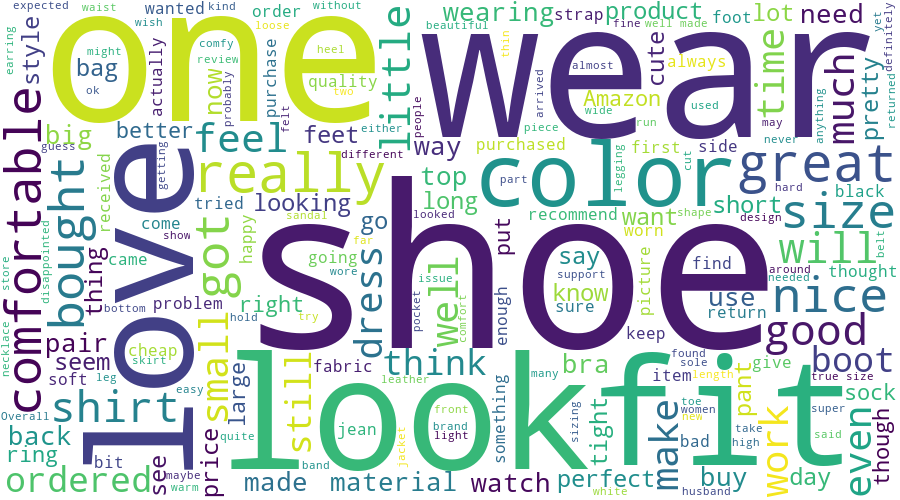 one
wear
shoe
love
look
fit
color
comfortable
really
great
size
nice
will
good
boot
bought
shirt
got
small
still
think
dress
well
feel
little
wearing
product
need
lot
time
cute
much
pretty
style
bag
big
now
quality
purchase
wanted
order
kind
without
strap
foot
beautiful
fine
well made
wish
waist
expected
earring
might
ok
actually
comfy
review
probably
loose
heel
thin
two
felt
people
almost
arrived
Amazon
always
used
yet
definitely
returned
anything
never
may
run
wide
piece
either
better
feet
way
purchased
first
side
different
guess
getting
received
tried
looking
top
long
legging
cut
part
looked
hard
black
short
want
recommend
worn
shape
design
come
show
happy
sandal
far
go
going
wore
thing
came
disappointed
store
necklace
bottom
problem
right
hold
try
issue
pocket
comfort
put
enough
say
know
support
sure
picture
find
use
return
keep
around
needed
thought
belt
pair
seem
cheap
skirt
soft
leg
easy
large
fabric
jean
leather
bra
many
something
item
found
sole
give
true size
sock
Overall
back
ring
ordered
bit
see
maybe
warm
price
quite
made
band
material
jacket
front
brand
light
watch
sizing
tight
perfect
white
make
toe
women
new
length
bad
husband
buy
pant
high
take
work
super
said
day
even
though